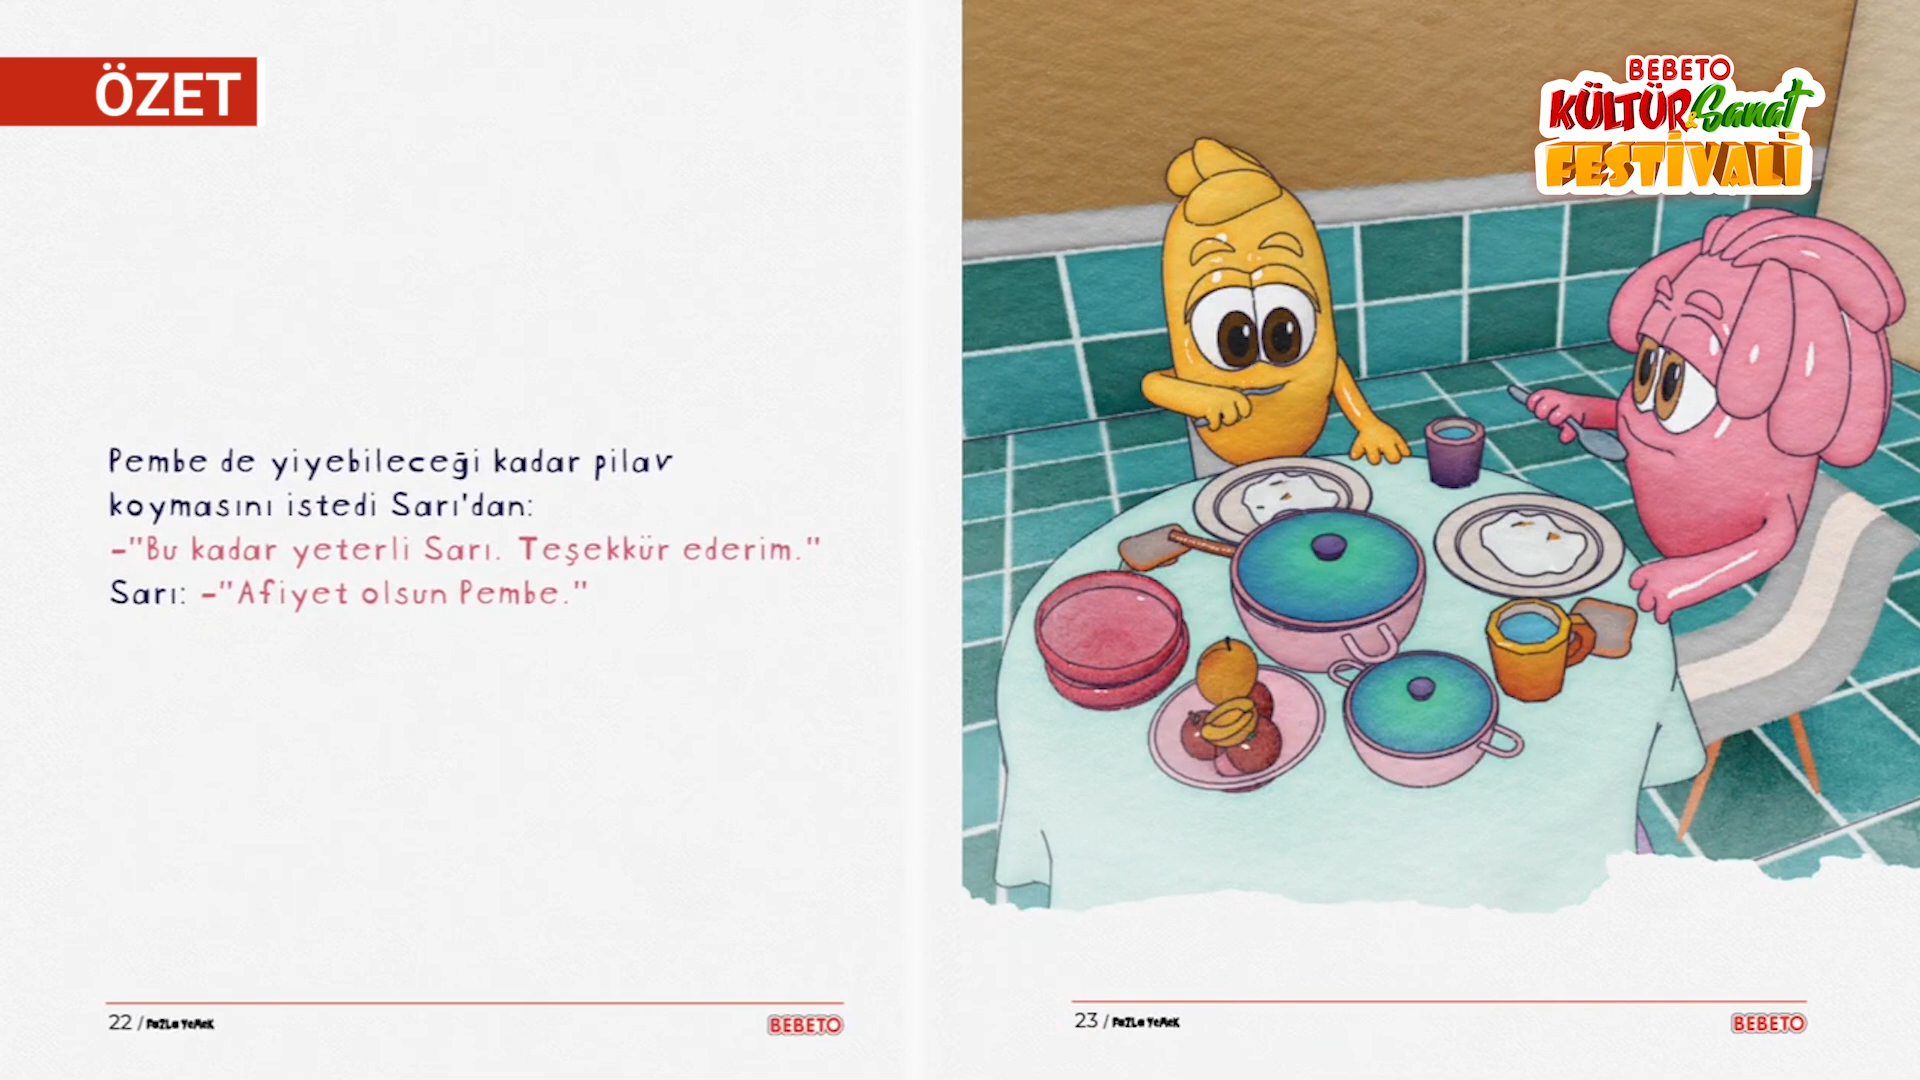 ÖZET
BEBETO
KÜLTÜR & Sanat
FESTİVALİ
Pembe de yiyebileceği kadar pilav
koymasını istedi Sarı'dan:
-"Bu kadar yeterli Sarı. Teşekkür ederim."
Sarı: -"Afiyet olsun Pembe."
22 / FaZLa YeMeK
BEBETO
23 / FaZLa YeMeK
BEBETO